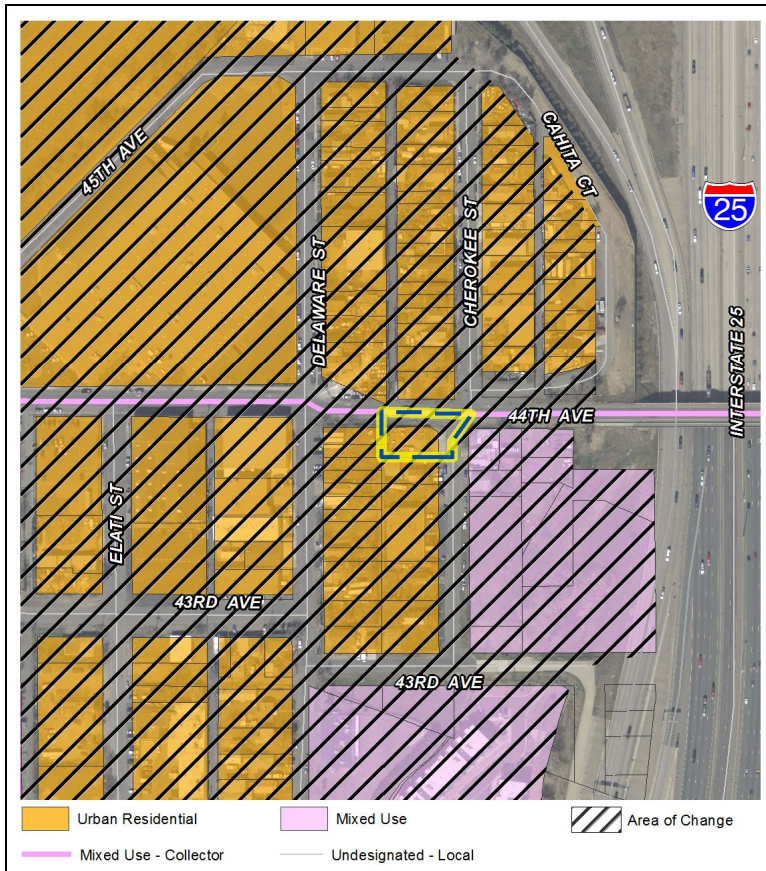 45TH AVE
CAHITA CT
25
CHEROKEE ST
DELAWARE ST
INTERSTATE 25
44TH AVE
ELATI ST
43RD AVE
43RD AVE
Urban Residential
Mixed Use
Area of Change
Mixed Use - Collector
Undesignated - Local